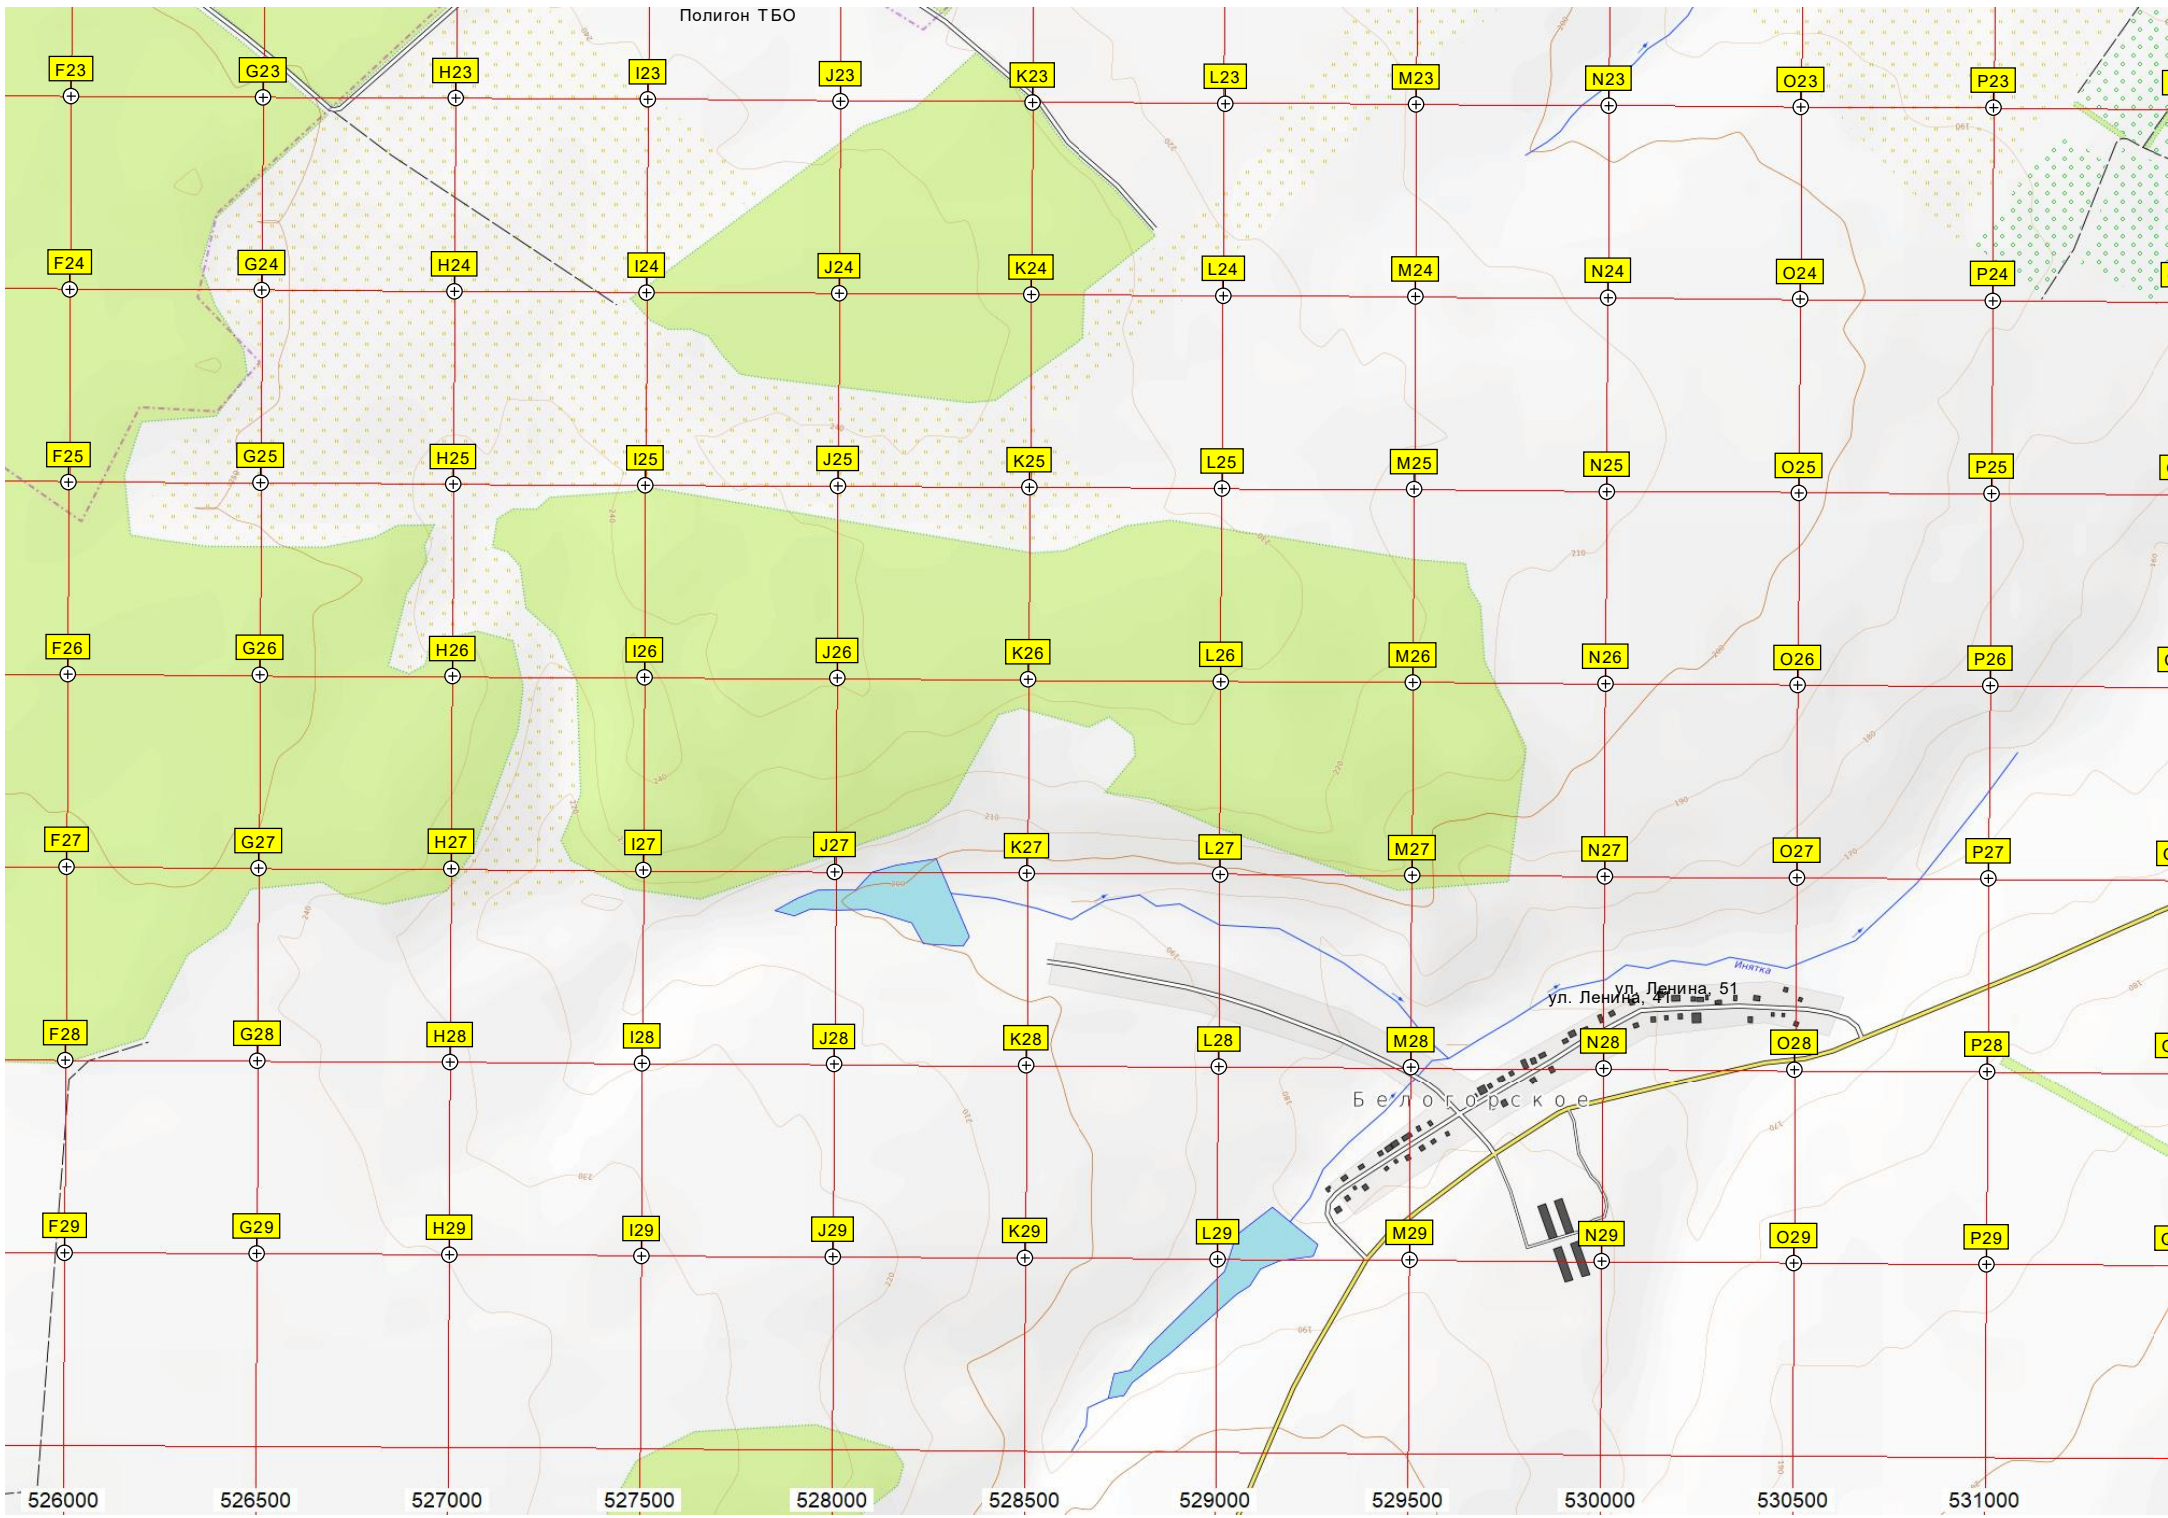 Полигон ТБО
F23 G23 H23 I23 J23 K23 L23 M23 N23 O23 P23
F24 G24 H24 I24 J24 K24 L24 M24 N24 O24 P24
F25 G25 H25 I25 J25 K25 L25 M25 N25 O25 P25
F26 G26 H26 I26 J26 K26 L26 M26 N26 O26 P26
F27 G27 H27 I27 J27 K27 L27 M27 N27 O27 P27
Инятка
ул. Ленина, 51
ул. Ленина, 41
F28 G28 H28 I28 J28 K28 L28 M28 N28 O28 P28
Белогорское
F29 G29 H29 I29 J29 K29 L29 M29 N29 O29 P29
526000 526500 527000 527500 528000 528500 529000 529500 530000 530500 531000